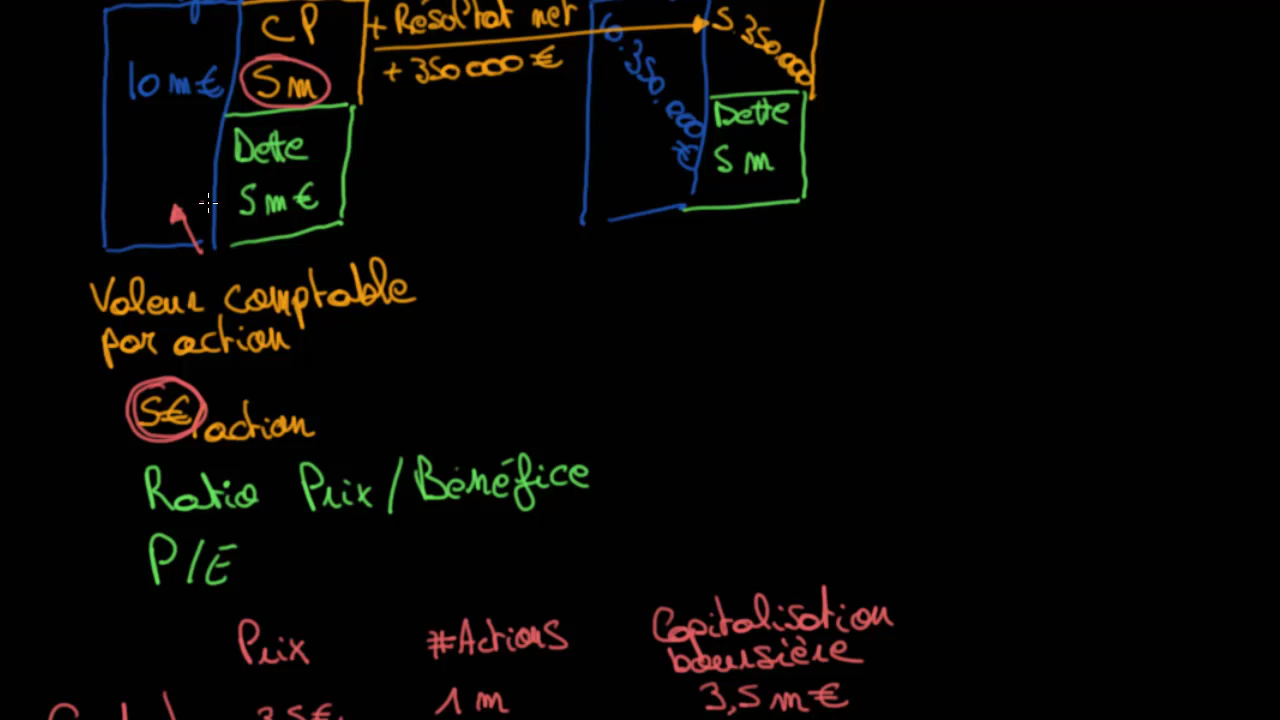 CP
+ Résultat net
5.350.000
10 m €
5 m
+ 350 000 €
6.350.000 €
Dette
5 m €
Dette
5 m
Valeur comptable
par action
5€/action
Ratio Prix/Bénéfice
P/E
Prix
#Actions
Capitalisation
boursière
1 m
3,5 m €